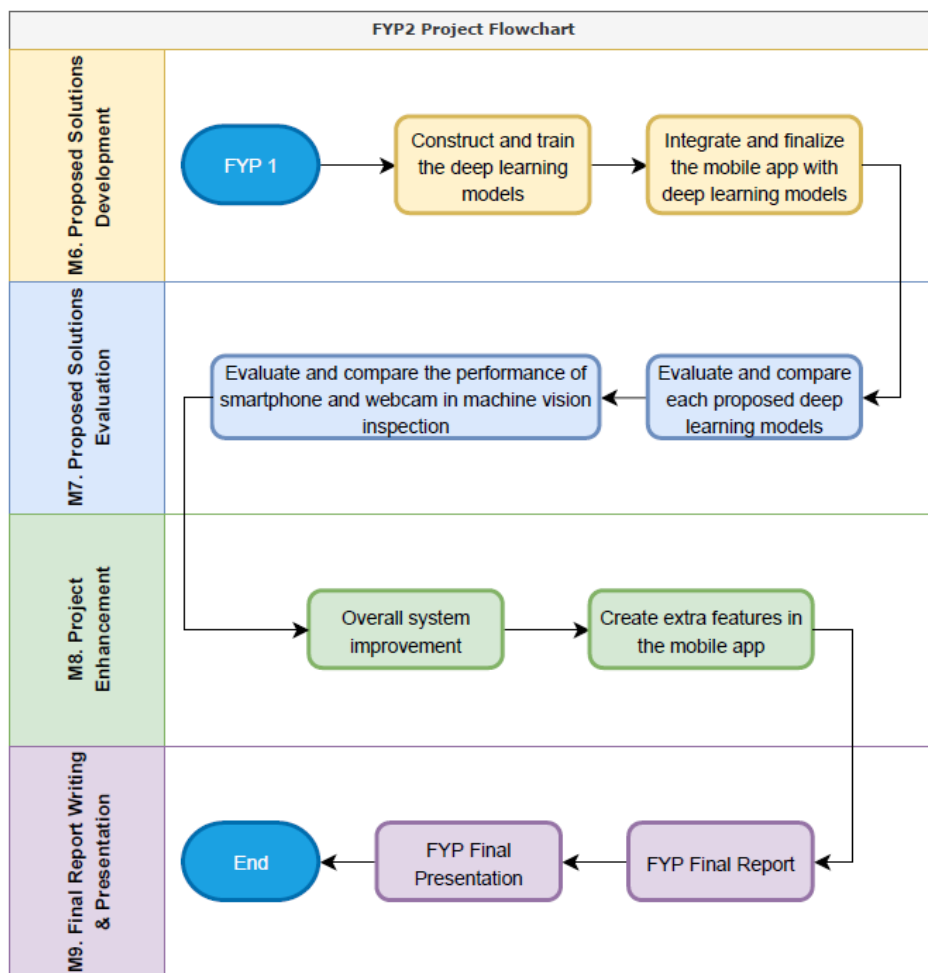 FYP2 Project Flowchart
M6. Proposed Solutions
Development
FYP 1
Construct and train
the deep learning
models
Integrate and finalize
the mobile app with
deep learning models
M7. Proposed Solutions
Evaluation
Evaluate and compare the performance of
smartphone and webcam in machine vision
inspection
Evaluate and compare
each proposed deep
learning models
M8. Project
Enhancement
Overall system
improvement
Create extra features in
the mobile app
M9. Final Report Writing
& Presentation
End
FYP Final
Presentation
FYP Final Report